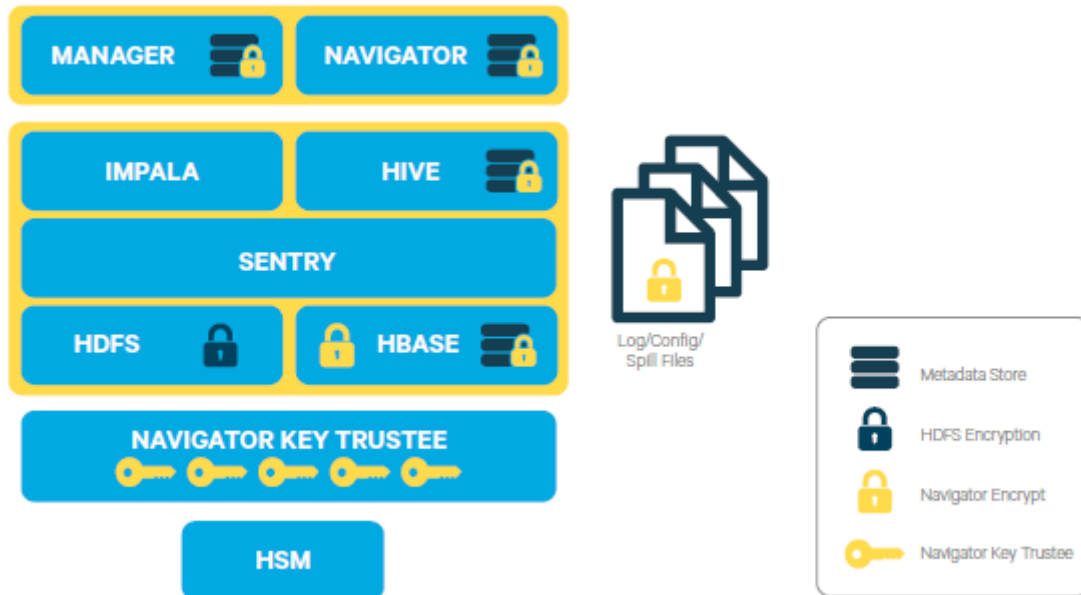 MANAGER
NAVIGATOR
IMPALA
HIVE
SENTRY
HDFS
HBASE
NAVIGATOR KEY TRUSTEE
HSM
Log/Config/
Spill Files
Metadata Store
HDFS Encryption
Navigator Encrypt
Navigator Key Trustee